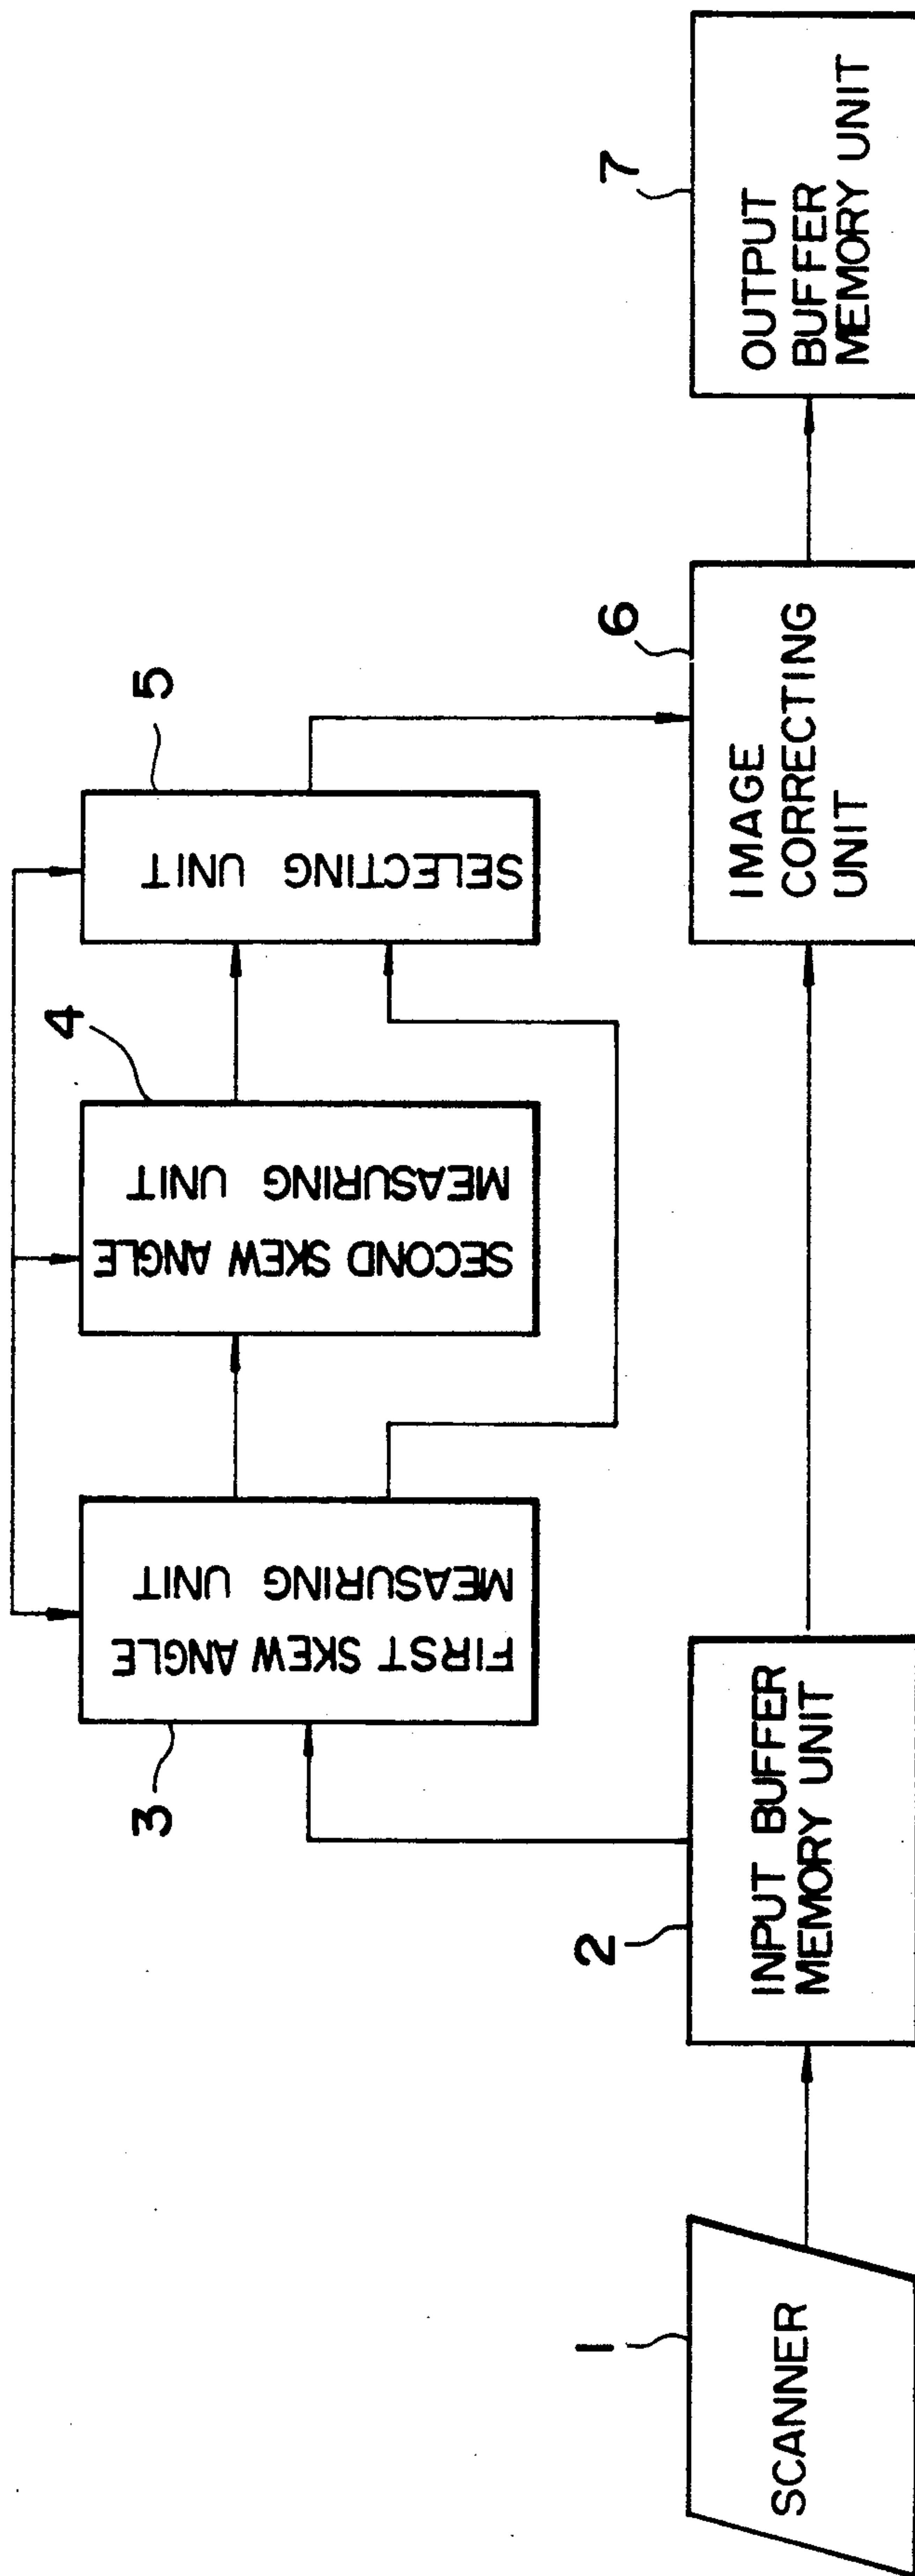 1
SCANNER
2
INPUT BUFFER
MEMORY UNIT
3
FIRST SKEW ANGLE
MEASURING UNIT
4
SECOND SKEW ANGLE
MEASURING UNIT
5
SELECTING UNIT
6
IMAGE
CORRECTING
UNIT
7
OUTPUT
BUFFER
MEMORY UNIT